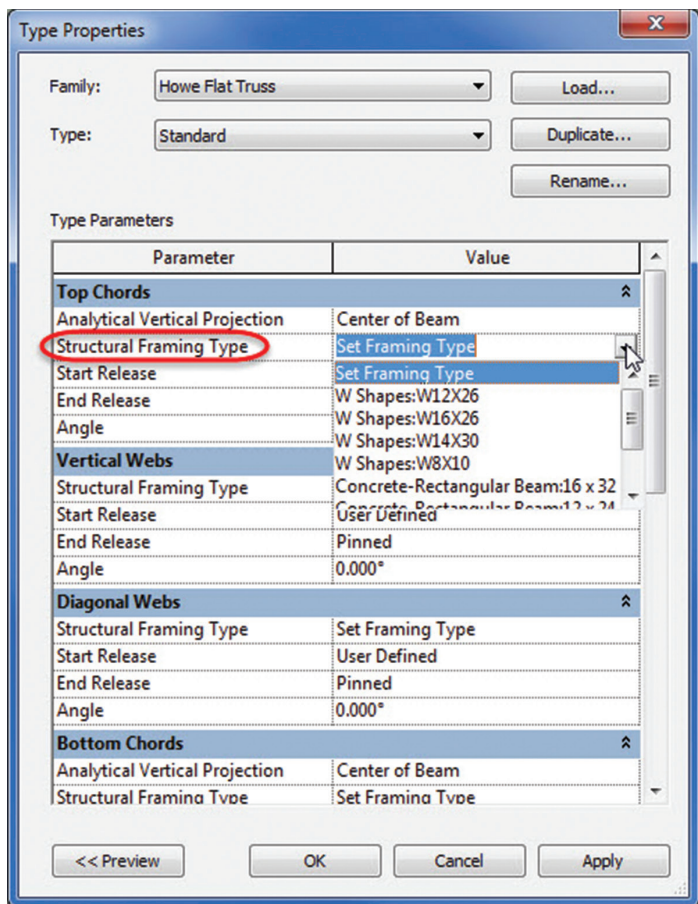 Type Properties
Family: Howe Flat Truss Load...
Type: Standard Duplicate...
Rename...
Type Parameters
Parameter Value
Top Chords
Analytical Vertical Projection Center of Beam
Structural Framing Type Set Framing Type
Start Release Set Framing Type
End Release W Shapes:W12X26
W Shapes:W16X26
Angle W Shapes:W14X30
Vertical Webs W Shapes:W8X10
Structural Framing Type Concrete-Rectangular Beam:16 x 32
Concrete-Rectangular Beam:12 x 24
Start Release User Defined
End Release Pinned
Angle 0.000°
Diagonal Webs
Structural Framing Type Set Framing Type
Start Release User Defined
End Release Pinned
Angle 0.000°
Bottom Chords
Analytical Vertical Projection Center of Beam
Structural Framing Type Set Framing Type
<< Preview OK Cancel Apply